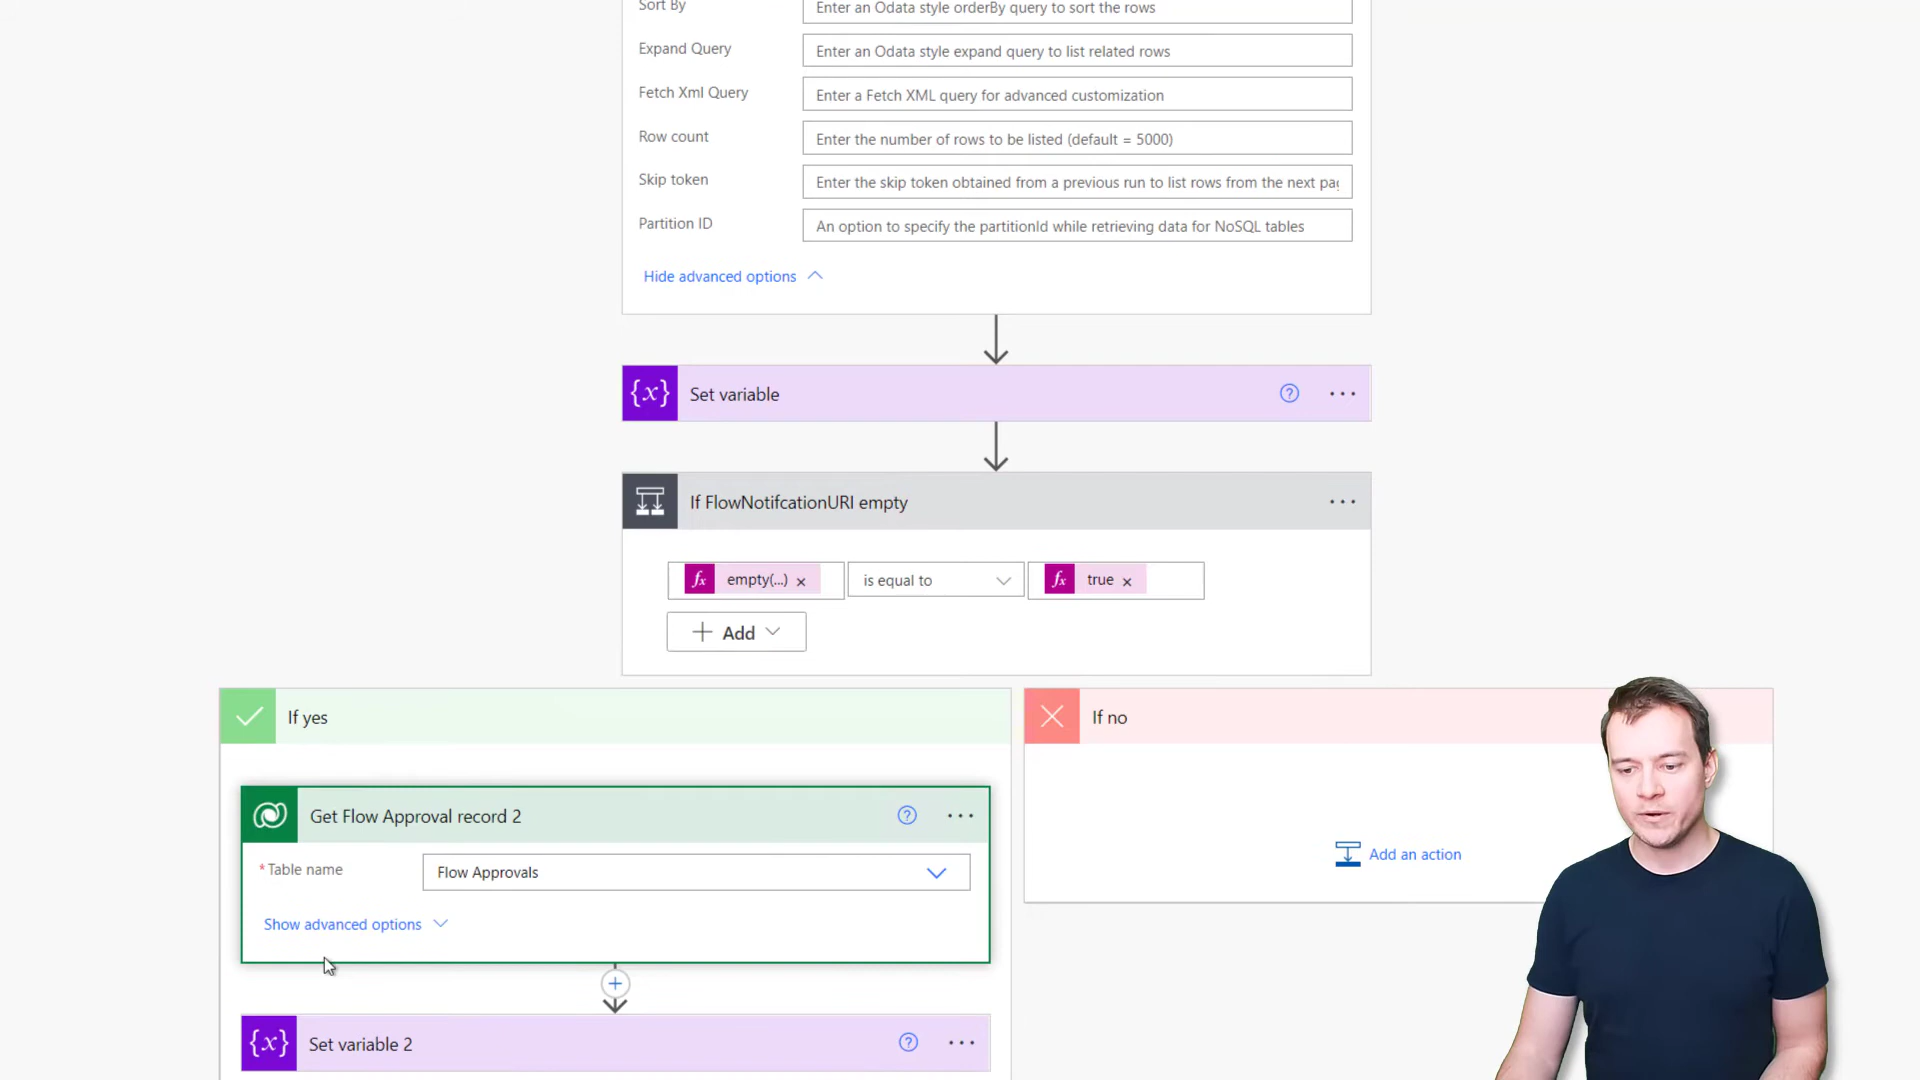 Sort By
Enter an Odata style orderBy query to sort the rows
Expand Query
Enter an Odata style expand query to list related rows
Fetch Xml Query
Enter a Fetch XML query for advanced customization
Row count
Enter the number of rows to be listed (default = 5000)
Skip token
Enter the skip token obtained from a previous run to list rows from the next pag
Partition ID
An option to specify the partitionId while retrieving data for NoSQL tables
Hide advanced options
{x} Set variable
If FlowNotifcationURI empty
fx empty(...) is equal to fx true
Add
If yes
If no
Get Flow Approval record 2
*Table name
Flow Approvals
Show advanced options
Add an action
{x} Set variable 2